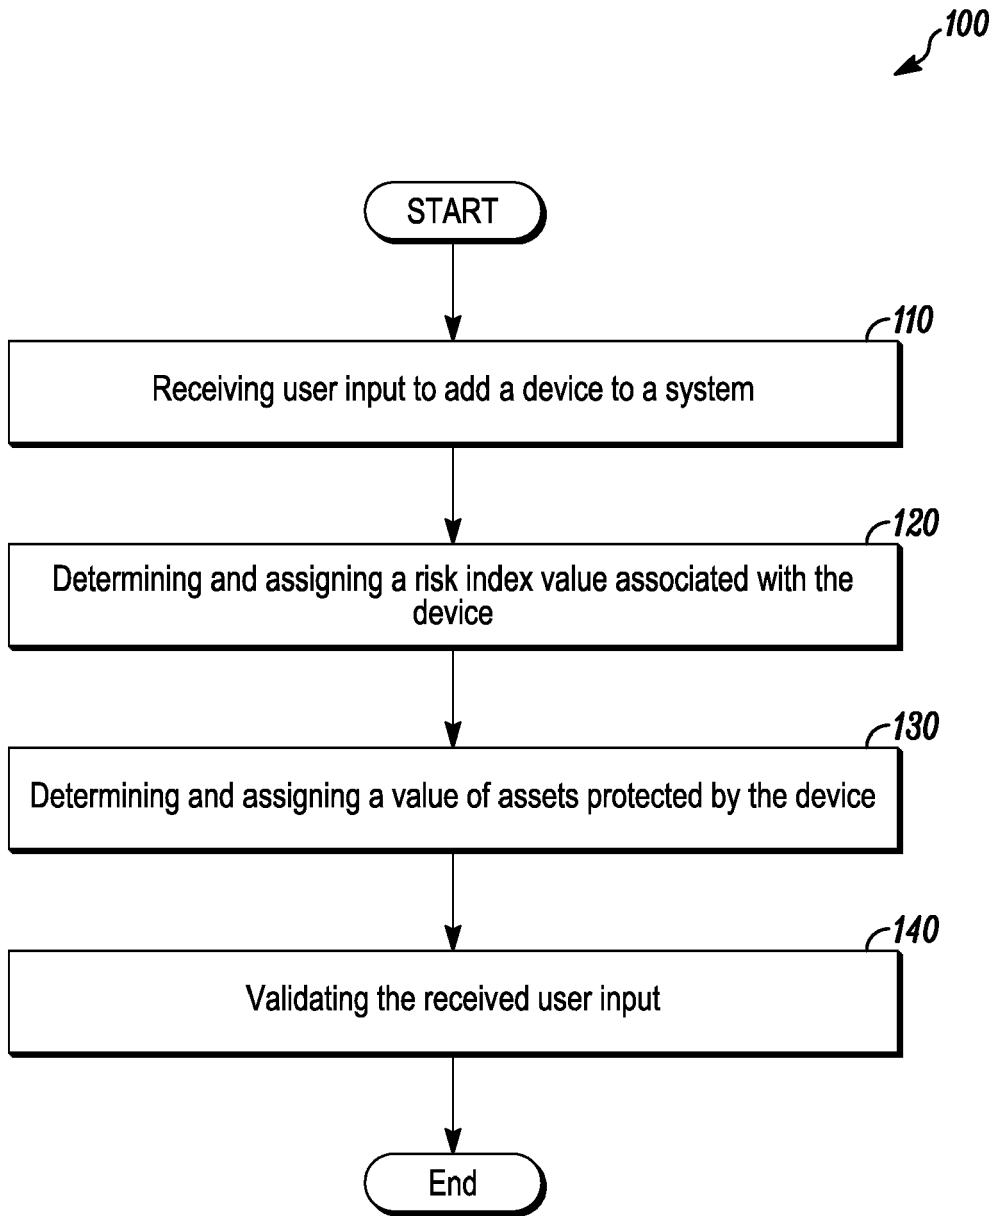 100
START
110
Receiving user input to add a device to a system
120
Determining and assigning a risk index value associated with the
device
130
Determining and assigning a value of assets protected by the device
140
Validating the received user input
End